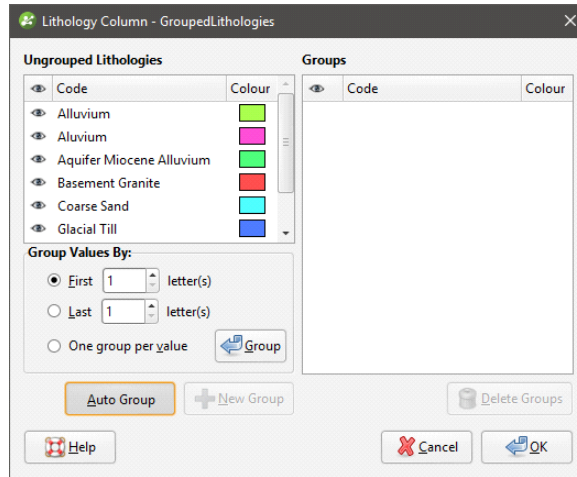 Lithology Column - GroupedLithologies
Ungrouped Lithologies
Code Colour
Alluvium
Aluvium
Aquifer Miocene Alluvium
Basement Granite
Coarse Sand
Glacial Till
Group Values By:
First 1 letter(s)
Last 1 letter(s)
One group per value Group
Auto Group New Group
Groups
Code Colour
Delete Groups
Help Cancel OK